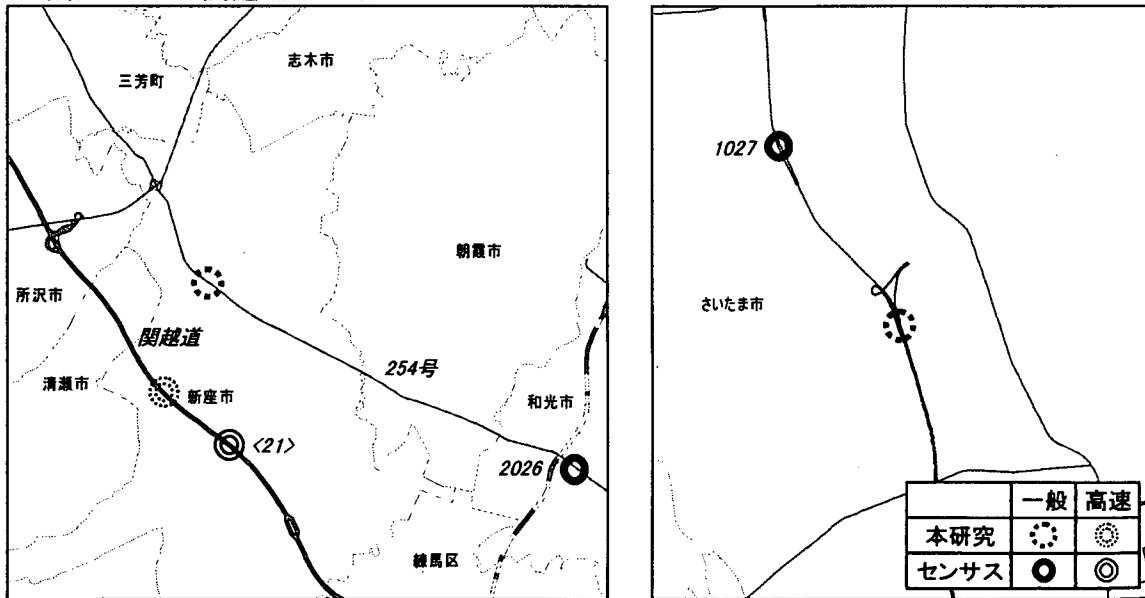 志木市
三芳町
朝霞市
所沢市
関越道
254号
清瀬市
新座市
和光市
<21>
2026
練馬区
1027
さいたま市
一般 高速
本研究
センサス